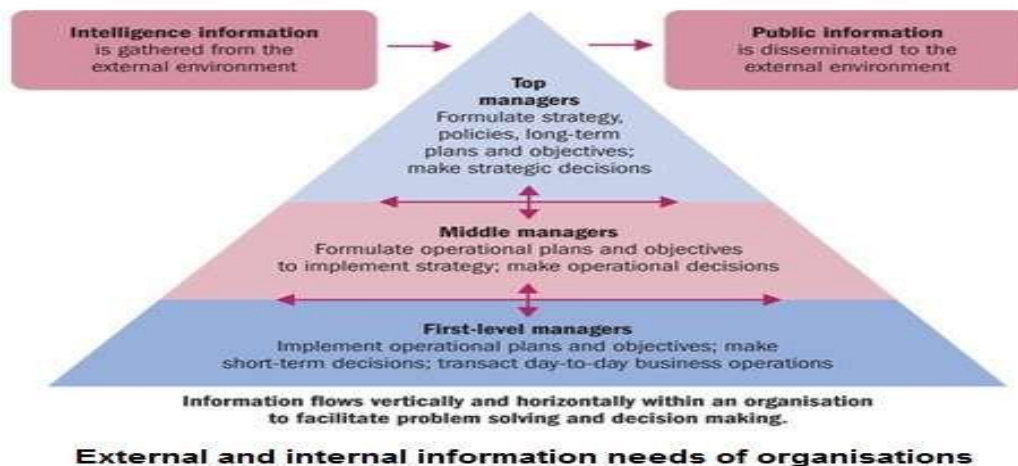 Intelligence information
is gathered from the
external environment
Public information
is disseminated to the
external environment
Top
managers
Formulate strategy,
policies, long-term
plans and objectives;
make strategic decisions
Middle managers
Formulate operational plans and objectives
to implement strategy; make operational decisions
First-level managers
Implement operational plans and objectives; make
short-term decisions; transact day-to-day business operations
Information flows vertically and horizontally within an organisation
to facilitate problem solving and decision making.
External and internal information needs of organisations